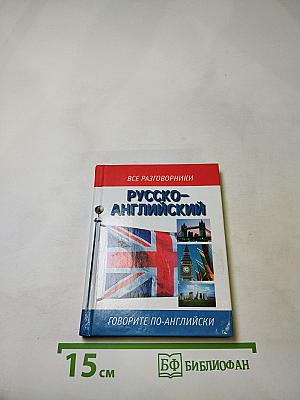 ВСЕ РАЗГОВОРНИКИ
РУССКО-
АНГЛИЙСКИЙ
ГОВОРИТЕ ПО-АНГЛИЙСКИ
15 см
БФ БИБЛИОФАН